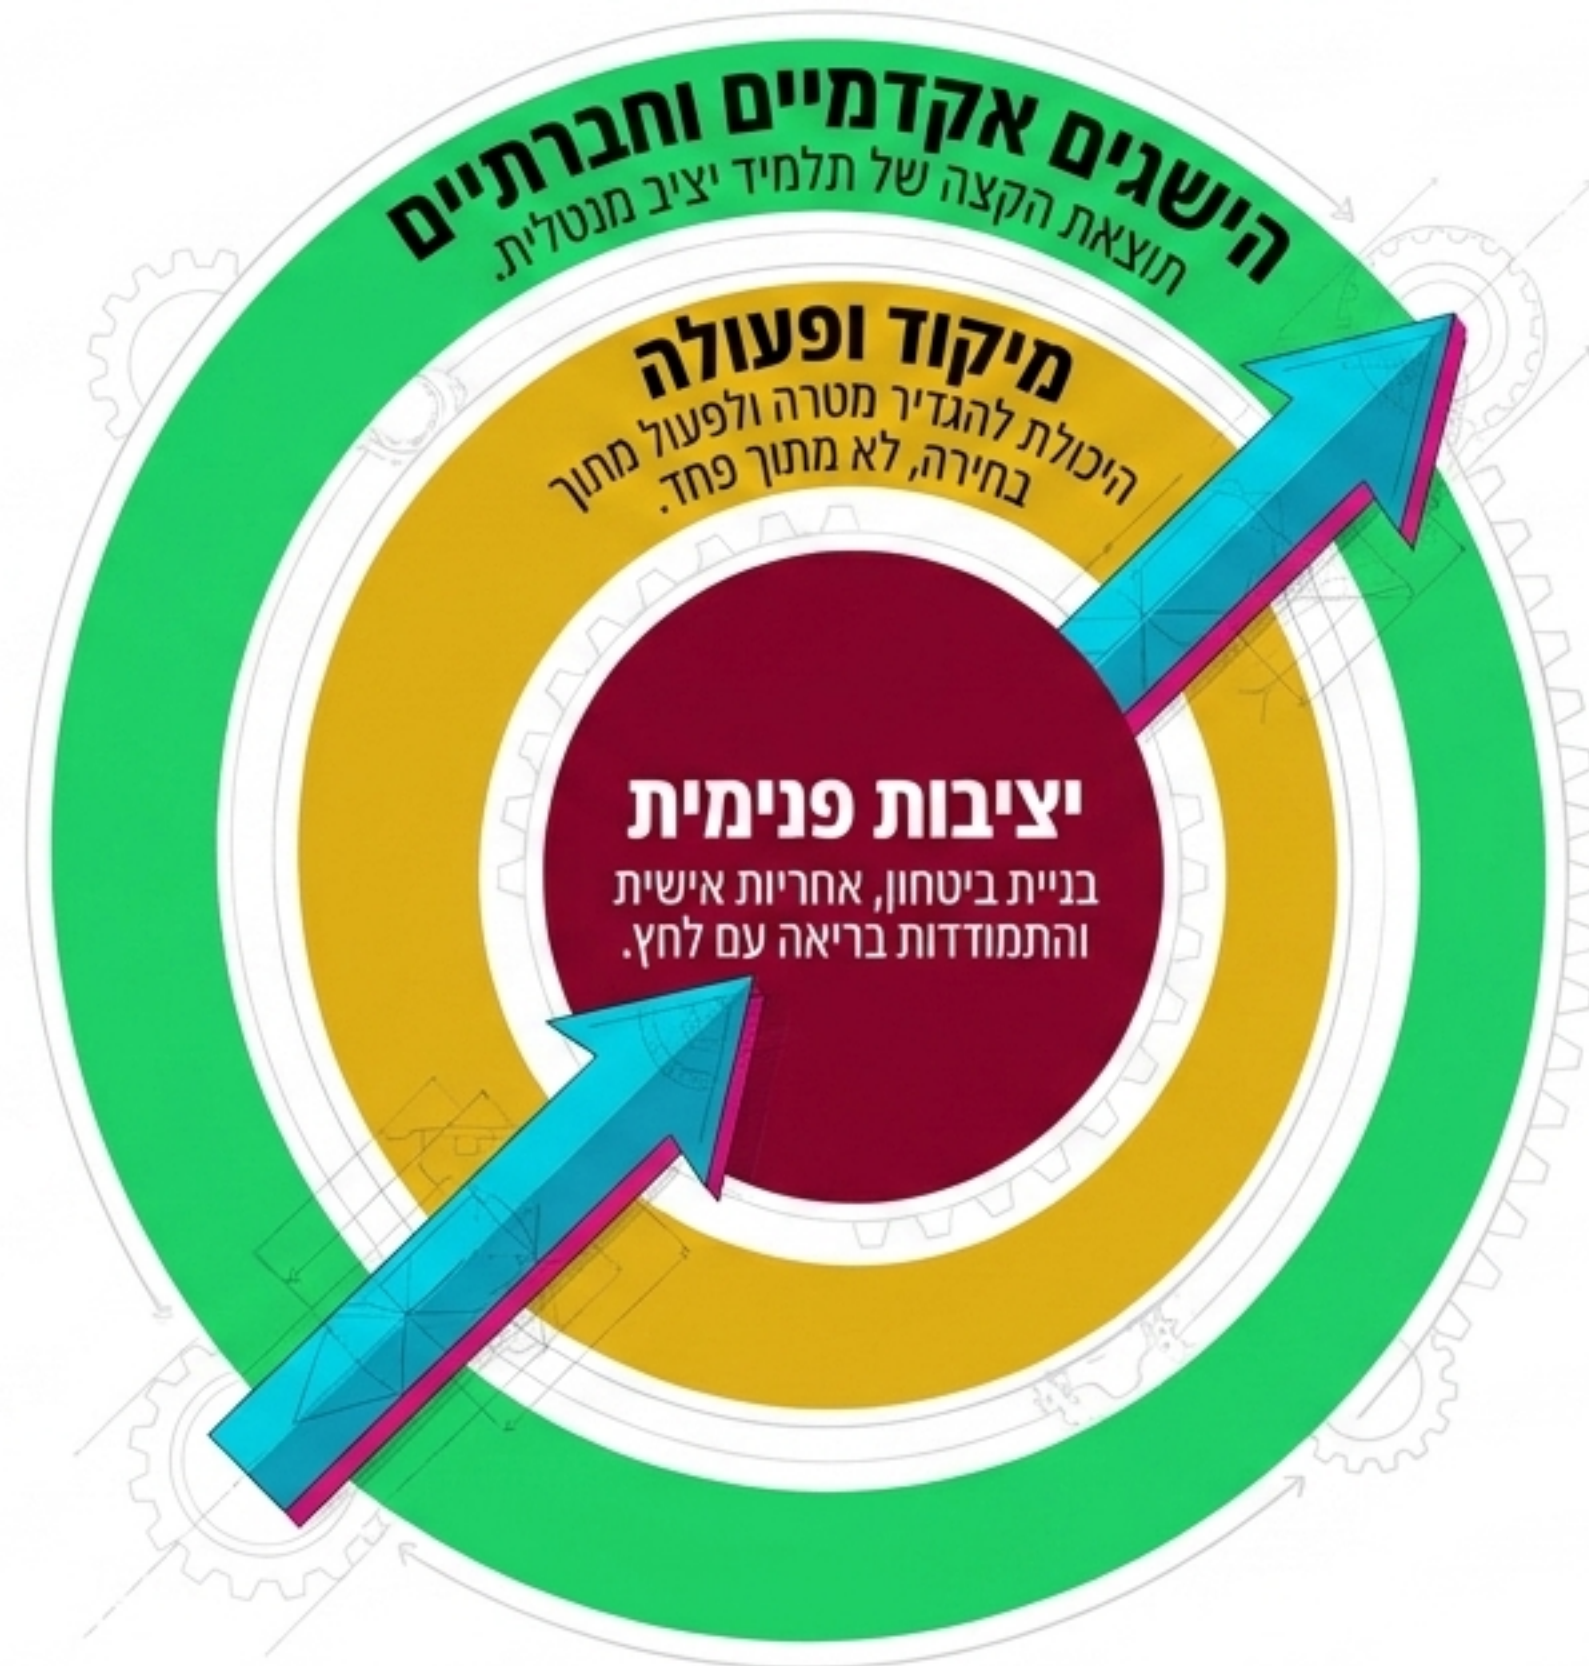 הישגים אקדמיים וחברתיים
תוצאת הקצה של תלמיד יציב מנטלית.
מיקוד ופעולה
היכולת להגדיר מטרה ולפעול מתוך
בחירה, לא מתוך פחד.
יציבות פנימית
בניית ביטחון, אחריות אישית
והתמודדות בריאה עם לחץ.